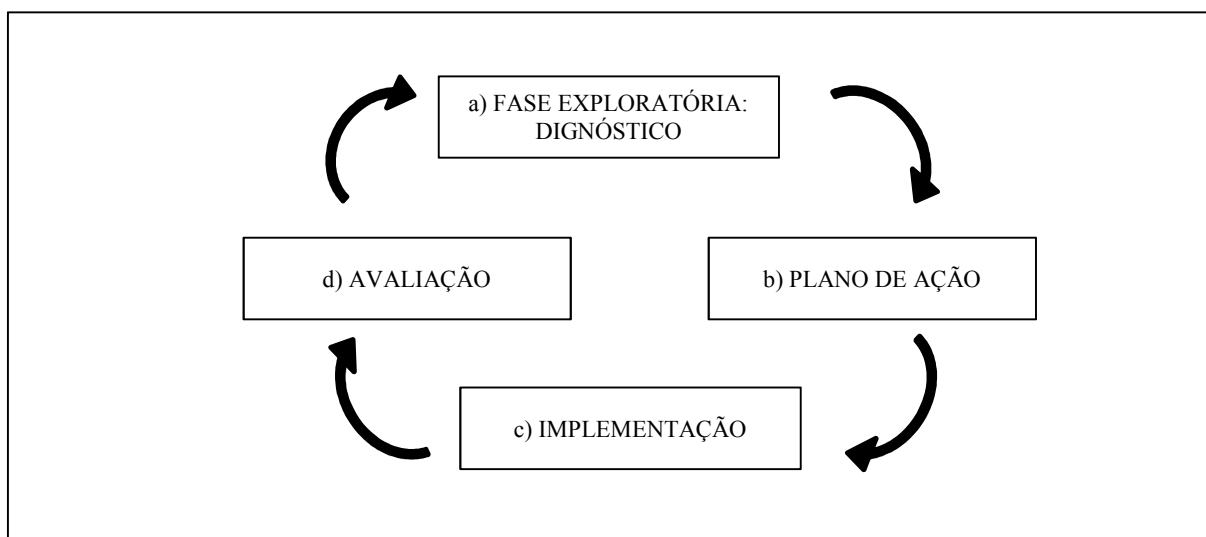 a) FASE EXPLORATÓRIA:
DIGNÓSTICO
d) AVALIAÇÃO
b) PLANO DE AÇÃO
c) IMPLEMENTAÇÃO